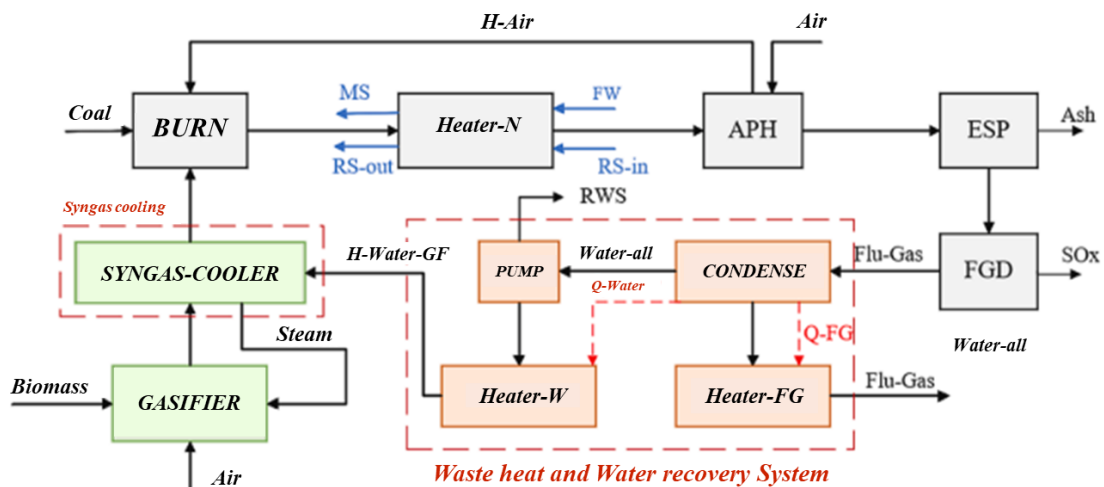 H-Air
Air
Coal
BURN
MS
RS-out
Heater-N
FW
RS-in
APH
ESP
Ash
Syngas cooling
RWS
SYNGAS-COOLER
H-Water-GF
PUMP
Water-all
Q-Water
CONDENSE
Flu-Gas
FGD
SOx
Steam
Q-FG
Water-all
Biomass
GASIFIER
Heater-W
Heater-FG
Flu-Gas
Air
Waste heat and Water recovery System